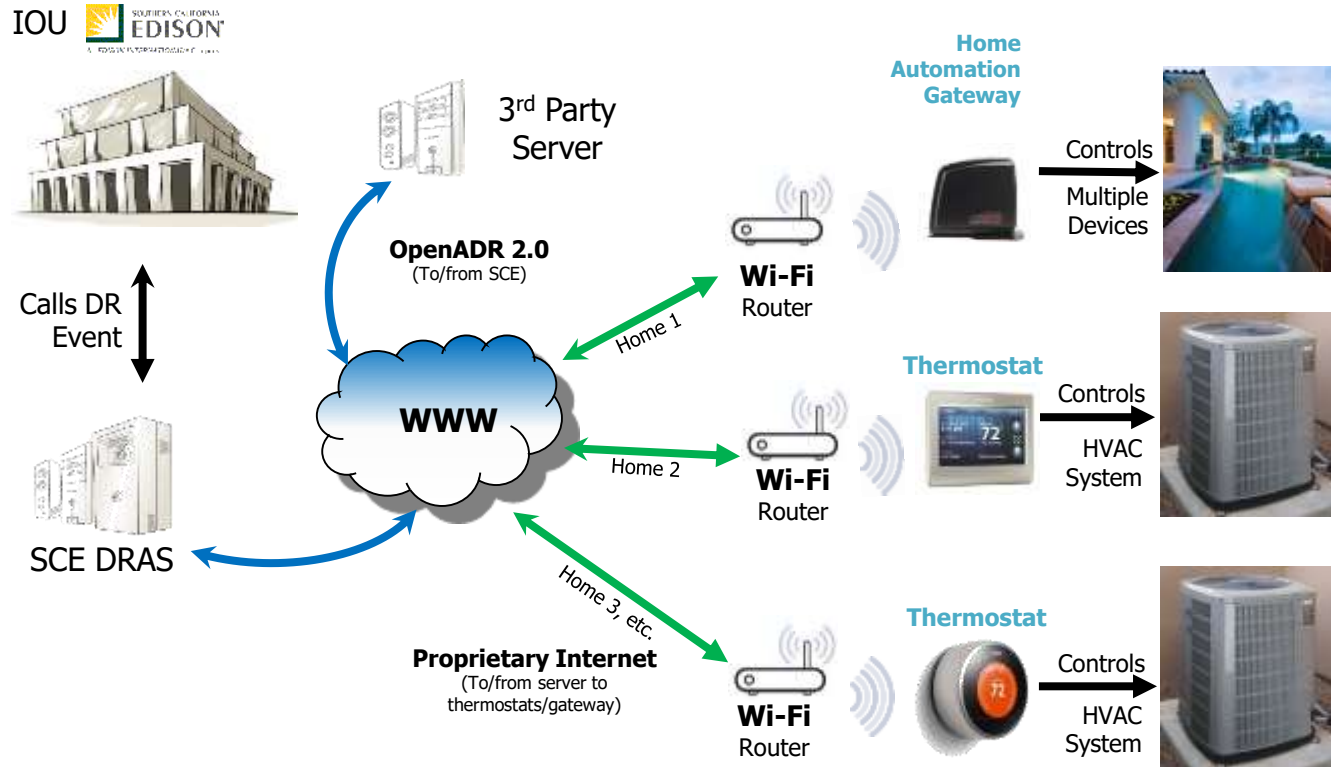 IOU
SOUTHERN CALIFORNIA
EDISON
3rd Party
Server
Home
Automation
Gateway
Controls
Multiple
Devices
OpenADR 2.0
(To/from SCE)
Wi-Fi
Router
Home 1
Calls DR
Event
WWW
Thermostat
72
Controls
HVAC
System
Home 2
Wi-Fi
Router
SCE DRAS
Home 3, etc.
Thermostat
72
Controls
HVAC
System
Proprietary Internet
(To/from server to
thermostats/gateway)
Wi-Fi
Router